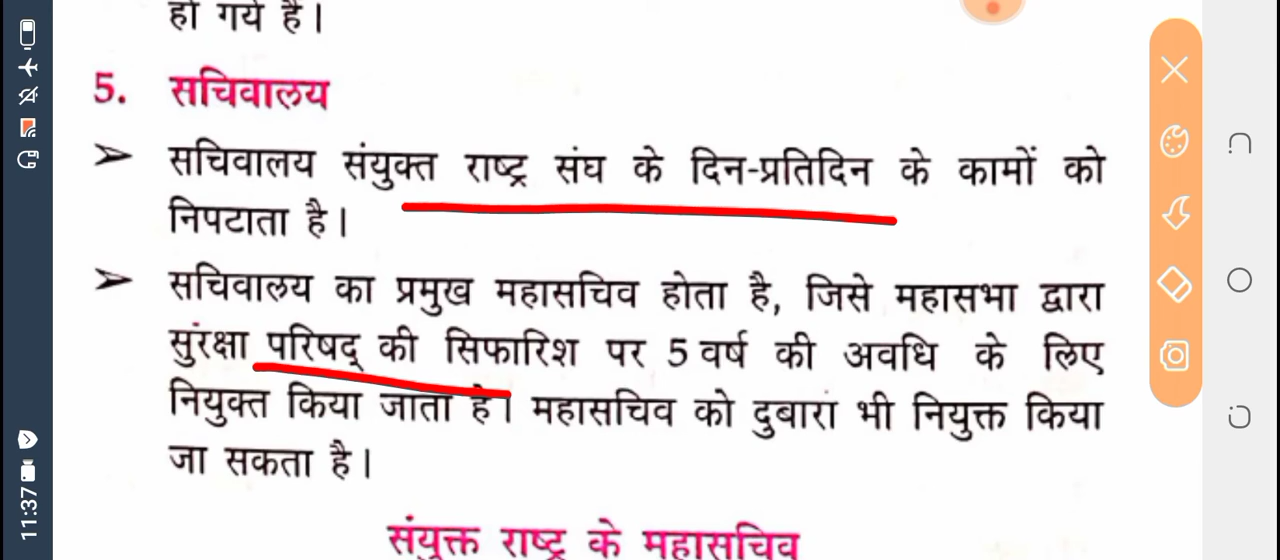 हो गये है।
5. सचिवालय
➢ सचिवालय संयुक्त राष्ट्र संघ के दिन-प्रतिदिन के कामों को
निपटाता है।
➢ सचिवालय का प्रमुख महासचिव होता है, जिसे महासभा द्वारा
सुरक्षा परिषद् की सिफारिश पर 5 वर्ष की अवधि के लिए
नियुक्त किया जाता है। महासचिव को दुबारा भी नियुक्त किया
जा सकता है।
संयुक्त राष्ट्र के महासचिव
11:37